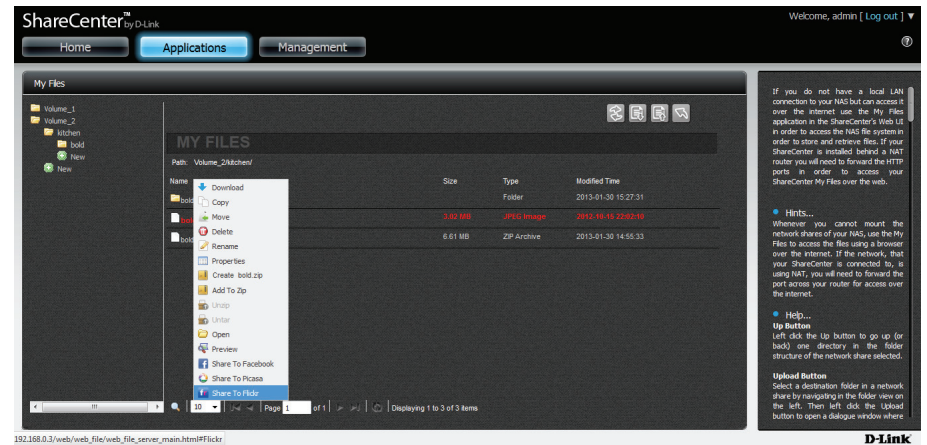 ShareCenter™ by D-Link
Welcome, admin [ Log out ] ▼
Home
Applications
Management
My Files
Volume_1
Volume_2
kitchen
bold
New
New
MY FILES
Path: Volume_2/kitchen/
Name Size Type Modified Time
bold Folder 2013-01-30 15:27:31
3.02 MB JPEG Image 2012-10-15 22:02:10
bold 6.61 MB ZIP Archive 2013-01-30 14:55:33
Download
Copy
Move
Delete
Rename
Properties
Create bold.zip
Add To Zip
Unzip
Untar
Open
Preview
Share To Facebook
Share To Picasa
Share To Flickr
10 Page 1 of 1 Displaying 1 to 3 of 3 items
If you do not have a local LAN
connection to your NAS but can access it
over the internet use the My Files
application in the ShareCenter's Web UI
in order to access the NAS file system in
order to store and retrieve files. If your
ShareCenter is installed behind a NAT
router you will need to forward the HTTP
ports in order to access your
ShareCenter My Files over the web.
Hints...
Whenever you cannot mount the
network shares of your NAS, use the My
Files to access the files using a browser
over the internet. If the network, that
your ShareCenter is connected to, is
using NAT, you will need to forward the
port across your router for access over
the internet.
Help...
Up Button
Left click the Up button to go up (or
back) one directory in the folder
structure of the network share selected.
Upload Button
Select a destination folder in a network
share by navigating in the folder view on
the left. Then left click the Upload
button to open a dialogue window where
192.168.0.3/web/web_file/web_file_server_main.html#Flickr
D-Link